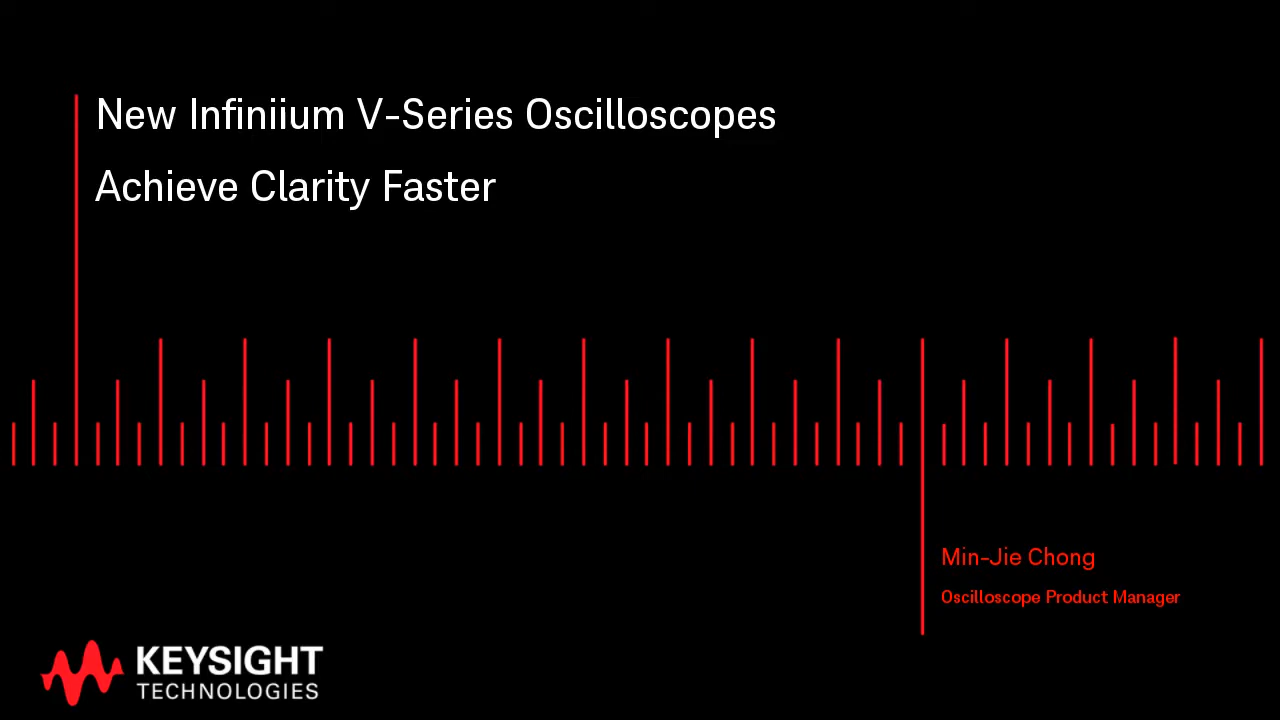 New Infiniium V-Series Oscilloscopes
Achieve Clarity Faster
Min-Jie Chong
Oscilloscope Product Manager
KEYSIGHT
TECHNOLOGIES